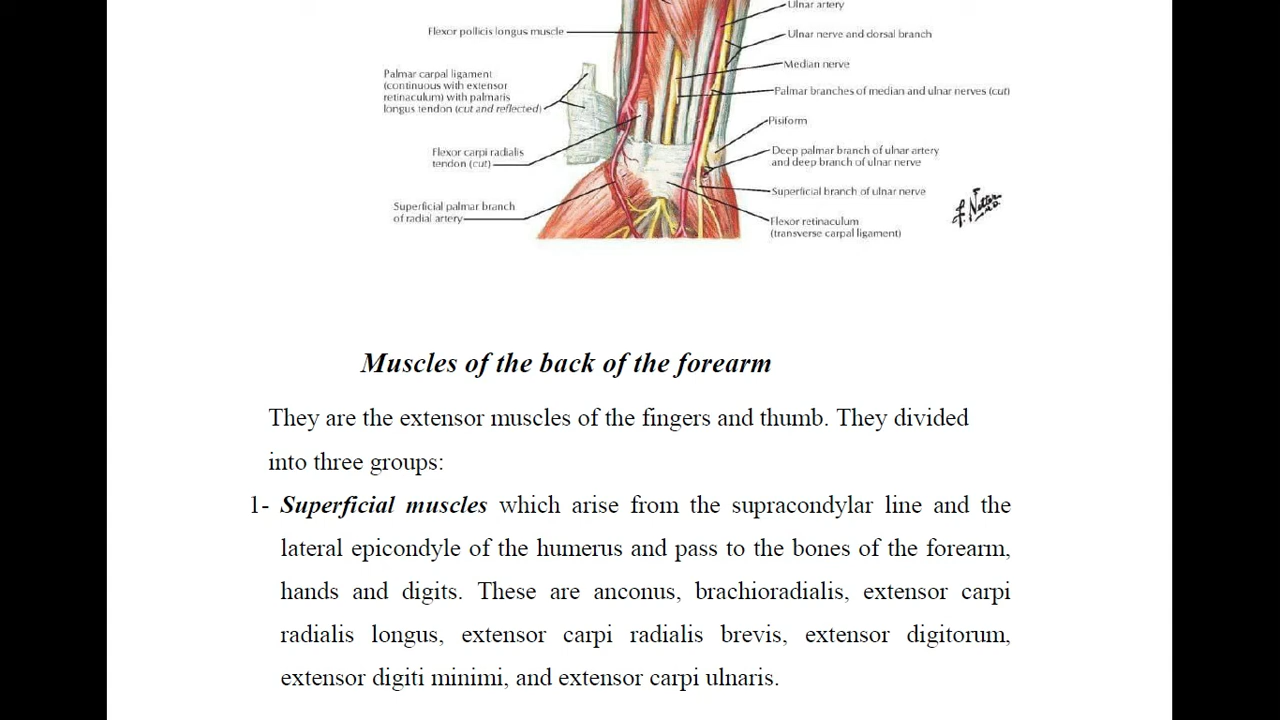 Ulnar artery
Flexor pollicis longus muscle
Ulnar nerve and dorsal branch
Median nerve
Palmar carpal ligament
(continuous with extensor
retinaculum) with palmaris
longus tendon (cut and reflected)
Palmar branches of median and ulnar nerves (cut)
Pisiform
Flexor carpi radialis
tendon (cut)
Deep palmar branch of ulnar artery
and deep branch of ulnar nerve
Superficial branch of ulnar nerve
Superficial palmar branch
of radial artery
Flexor retinaculum
(transverse carpal ligament)
Muscles of the back of the forearm
They are the extensor muscles of the fingers and thumb. They divided
into three groups:
1- Superficial muscles which arise from the supracondylar line and the
lateral epicondyle of the humerus and pass to the bones of the forearm,
hands and digits. These are anconus, brachioradialis, extensor carpi
radialis longus, extensor carpi radialis brevis, extensor digitorum,
extensor digiti minimi, and extensor carpi ulnaris.